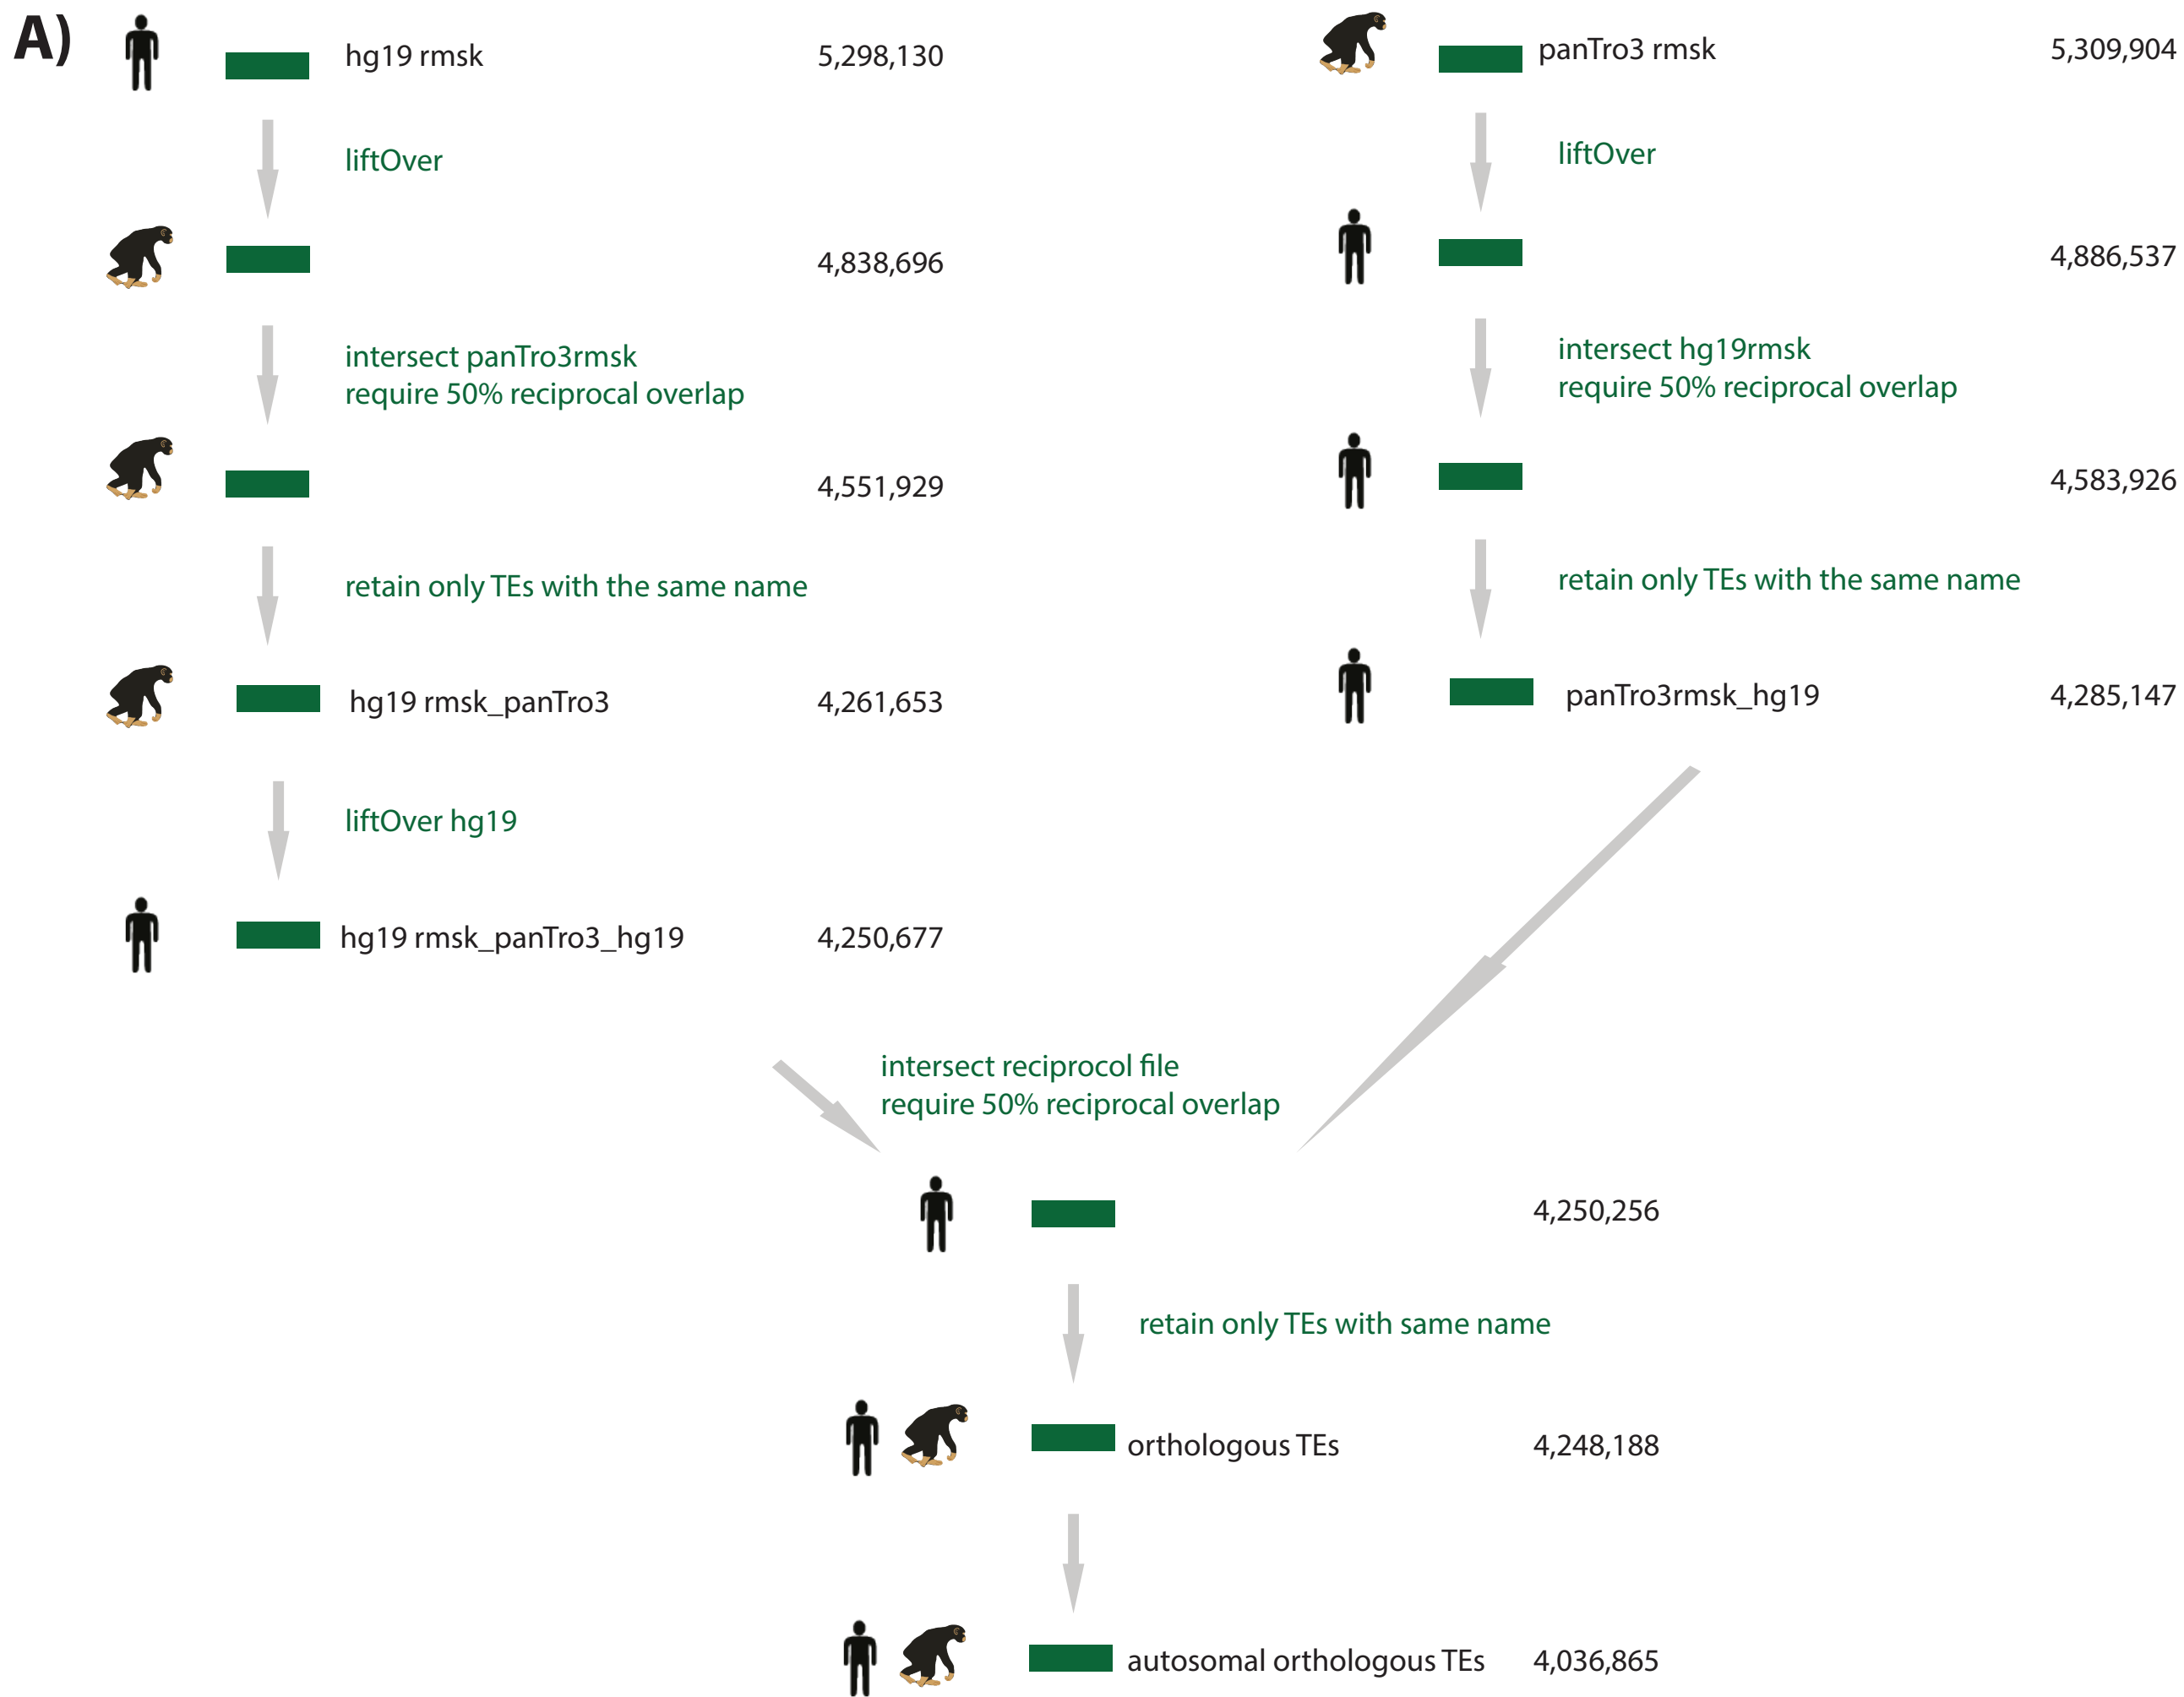 A)
hg19 rmsk
5,298,130
liftOver
4,838,696
intersect panTro3rmsk
require 50% reciprocal overlap
4,551,929
retain only TEs with the same name
hg19 rmsk_panTro3
4,261,653
liftOver hg19
hg19 rmsk_panTro3_hg19
4,250,677
panTro3 rmsk
5,309,904
liftOver
4,886,537
intersect hg19rmsk
require 50% reciprocal overlap
4,583,926
retain only TEs with the same name
panTro3rmsk_hg19
4,285,147
intersect reciprocol file
require 50% reciprocal overlap
4,250,256
retain only TEs with same name
orthologous TEs
4,248,188
autosomal orthologous TEs
4,036,865